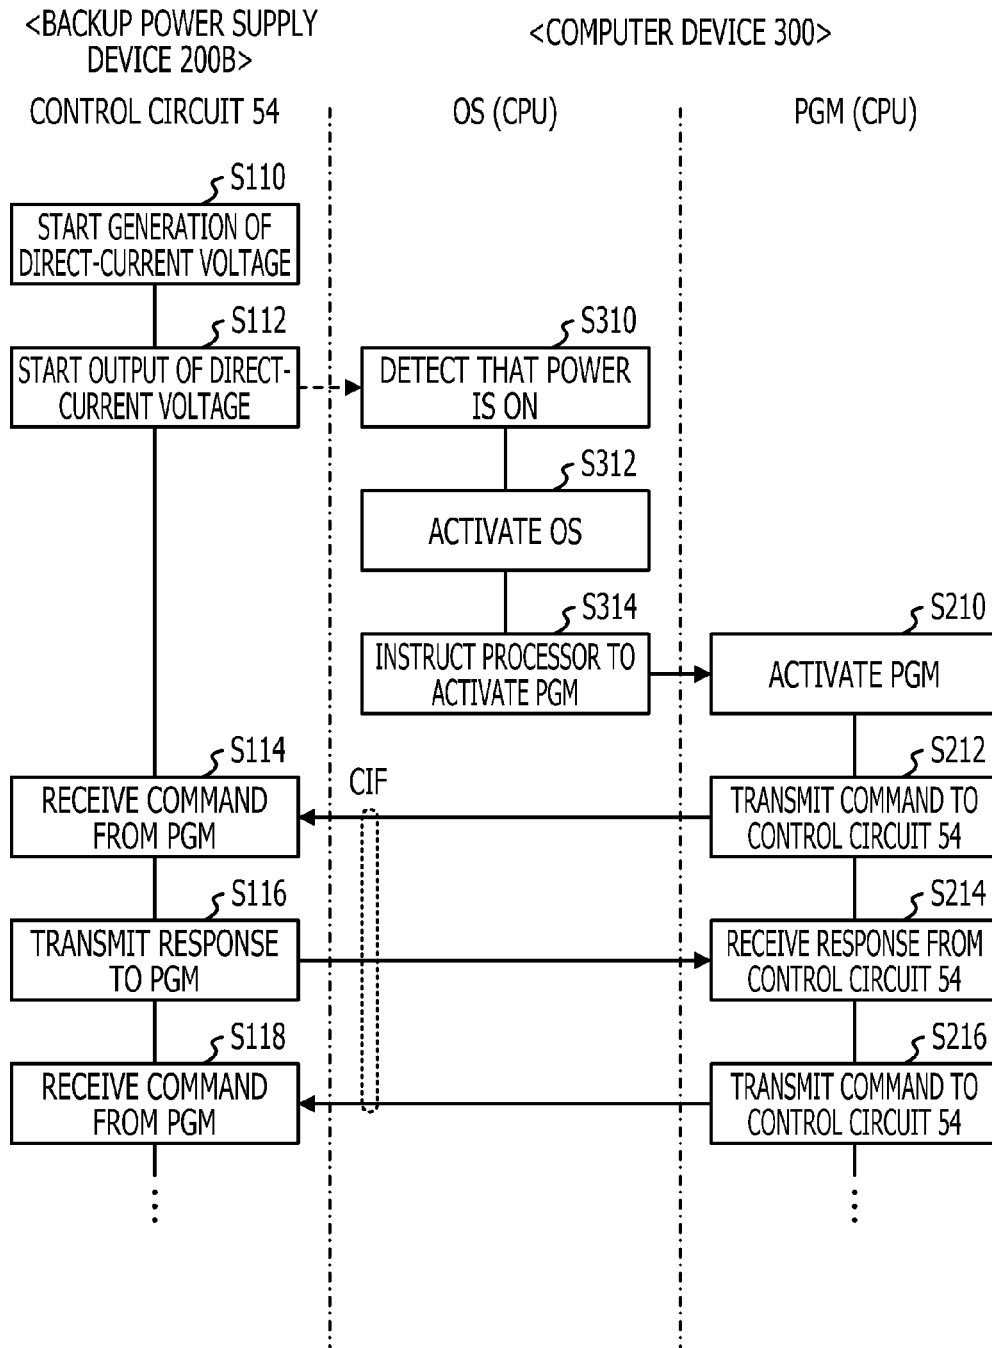 <BACKUP POWER SUPPLY
DEVICE 200B>
<COMPUTER DEVICE 300>
CONTROL CIRCUIT 54
OS (CPU)
PGM (CPU)
S110
START GENERATION OF
DIRECT-CURRENT VOLTAGE
S112
START OUTPUT OF DIRECT-
CURRENT VOLTAGE
S310
DETECT THAT POWER
IS ON
S312
ACTIVATE OS
S314
INSTRUCT PROCESSOR TO
ACTIVATE PGM
S210
ACTIVATE PGM
S114
RECEIVE COMMAND
FROM PGM
CIF
S212
TRANSMIT COMMAND TO
CONTROL CIRCUIT 54
S116
TRANSMIT RESPONSE
TO PGM
S214
RECEIVE RESPONSE FROM
CONTROL CIRCUIT 54
S118
RECEIVE COMMAND
FROM PGM
S216
TRANSMIT COMMAND TO
CONTROL CIRCUIT 54